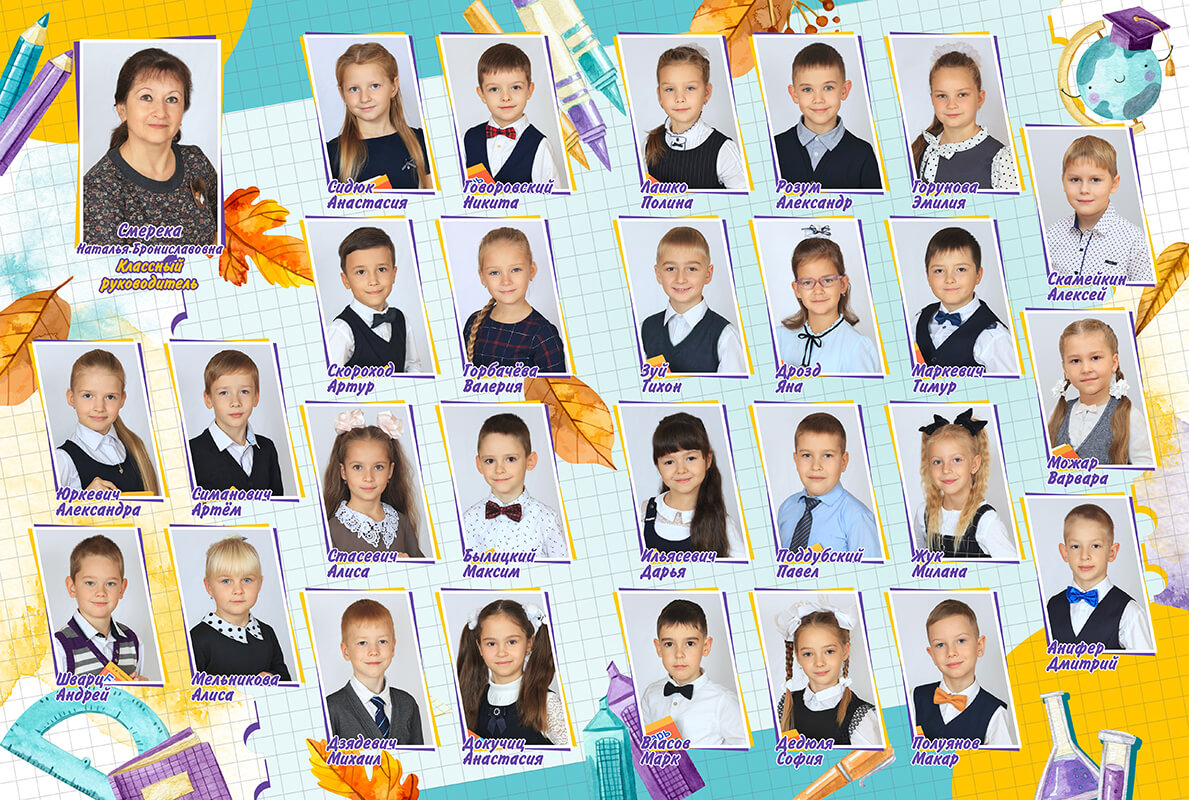 Смерека
Наталья Брониславовна
Классный
руководитель
Сидюк
Анастасия
Говоровский
Никита
Лашко
Полина
Розум
Александр
Горунова
Эмилия
Скамейкин
Алексей
Скороход
Артур
Горбачёва
Валерия
Зуй
Тихон
Дрозд
Яна
Маркевич
Тимур
Можар
Варвара
Юркевич
Александра
Симанович
Артём
Стасевич
Алиса
Былицкий
Максим
Ильясевич
Дарья
Поддубский
Павел
Жук
Милана
Анифер
Дмитрий
Шварц
Андрей
Мельникова
Алиса
Дзядевич
Михаил
Докучиц
Анастасия
Власов
Марк
Дедюля
София
Полуянов
Макар